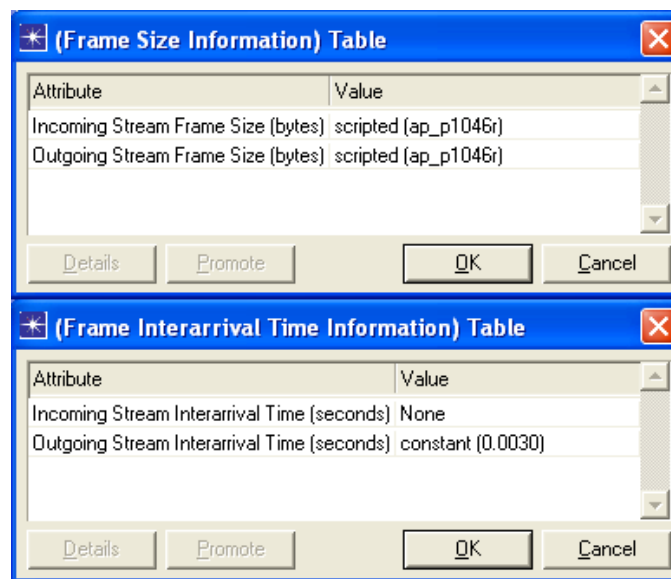 (Frame Size Information) Table
Attribute Value
Incoming Stream Frame Size (bytes) scripted (ap_p1046r)
Outgoing Stream Frame Size (bytes) scripted (ap_p1046r)
Details Promote OK Cancel
(Frame Interarrival Time Information) Table
Attribute Value
Incoming Stream Interarrival Time (seconds) None
Outgoing Stream Interarrival Time (seconds) constant (0.0030)
Details Promote OK Cancel